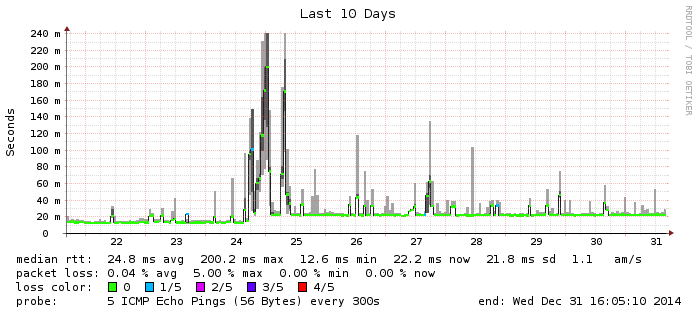 Last 10 Days
RRDTOOL / TOBI OETIKER
Seconds
240 m
220 m
200 m
180 m
160 m
140 m
120 m
100 m
80 m
60 m
40 m
20 m
0
22 23 24 25 26 27 28 29 30 31
median rtt: 24.8 ms avg 200.2 ms max 12.6 ms min 22.2 ms now 21.8 ms sd 1.1 am/s
packet loss: 0.04 % avg 5.00 % max 0.00 % min 0.00 % now
loss color: 0 1/5 2/5 3/5 4/5
probe: 5 ICMP Echo Pings (56 Bytes) every 300s end: Wed Dec 31 16:05:10 2014